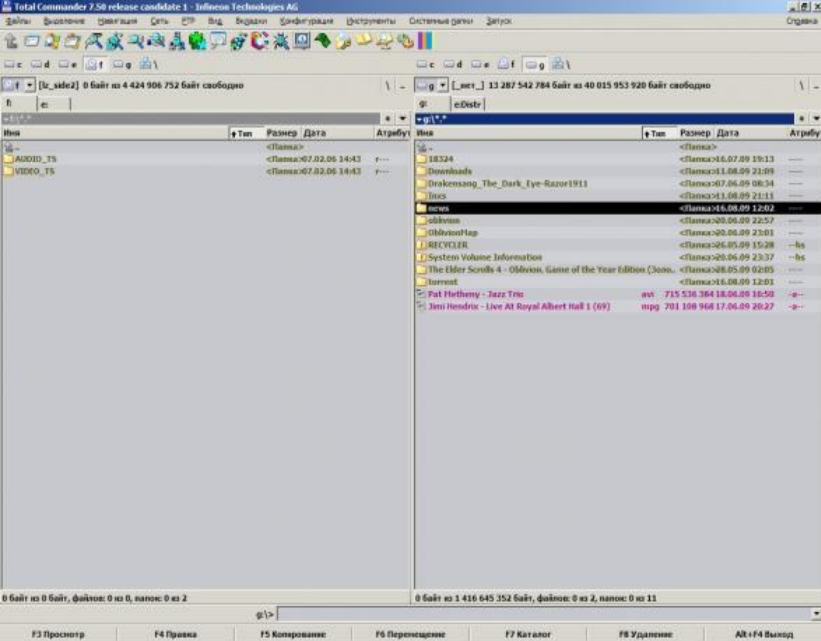 Total Commander 7.50 release candidate 1 - Infineon Technologies AG
Файлы Выделение Навигация Сеть FTP Вид Вкладки Конфигурация Инструменты Системные папки Запуск Справка
c d e f g \
c d e f g \
f [lz_side2] 0 байт из 4 424 906 752 байт свободно \ ..
g [_нет_] 13 287 542 784 байт из 40 015 953 920 байт свободно \ ..
f: e:
g: e:Distr
f:\*.* * ▼
g:\*.* * ▼
Имя Тип Размер Дата Атрибут
..  <Папка>
AUDIO_TS <Папка> 07.02.06 14:43 r---
VIDEO_TS <Папка> 07.02.06 14:43 r---
Имя Тип Размер Дата Атрибу
.. <Папка>
18324 <Папка> 16.07.09 19:13 ----
Downloads <Папка> 11.08.09 21:09 ----
Drakensang_The_Dark_Eye-Razor1911 <Папка> 07.06.09 08:34 ----
<Папка> 11.08.09 21:11 ----
news <Папка> 16.08.09 12:02 ----
oblivion <Папка> 20.06.09 22:57 ----
OblivionMap <Папка> 20.06.09 23:01 ----
RECYCLER <Папка> 26.05.09 15:28 --hs
System Volume Information <Папка> 20.06.09 23:37 --hs
The Elder Scrolls 4 - Oblivion. Game of the Year Edition (Золо.. <Папка> 28.05.09 02:05 ----
torrent <Папка> 16.08.09 12:01 ----
Pat Metheny - Jazz Trio avi 715 536 384 18.06.09 16:50 -a--
Jimi Hendrix - Live At Royal Albert Hall 1 (69) mpg 701 108 968 17.06.09 20:27 -a--
0 байт из 0 байт, файлов: 0 из 0, папок: 0 из 2
0 байт из 1 416 645 352 байт, файлов: 0 из 2, папок: 0 из 11
g:\>
F3 Просмотр F4 Правка F5 Копирование F6 Перемещение F7 Каталог F8 Удаление Alt+F4 Выход